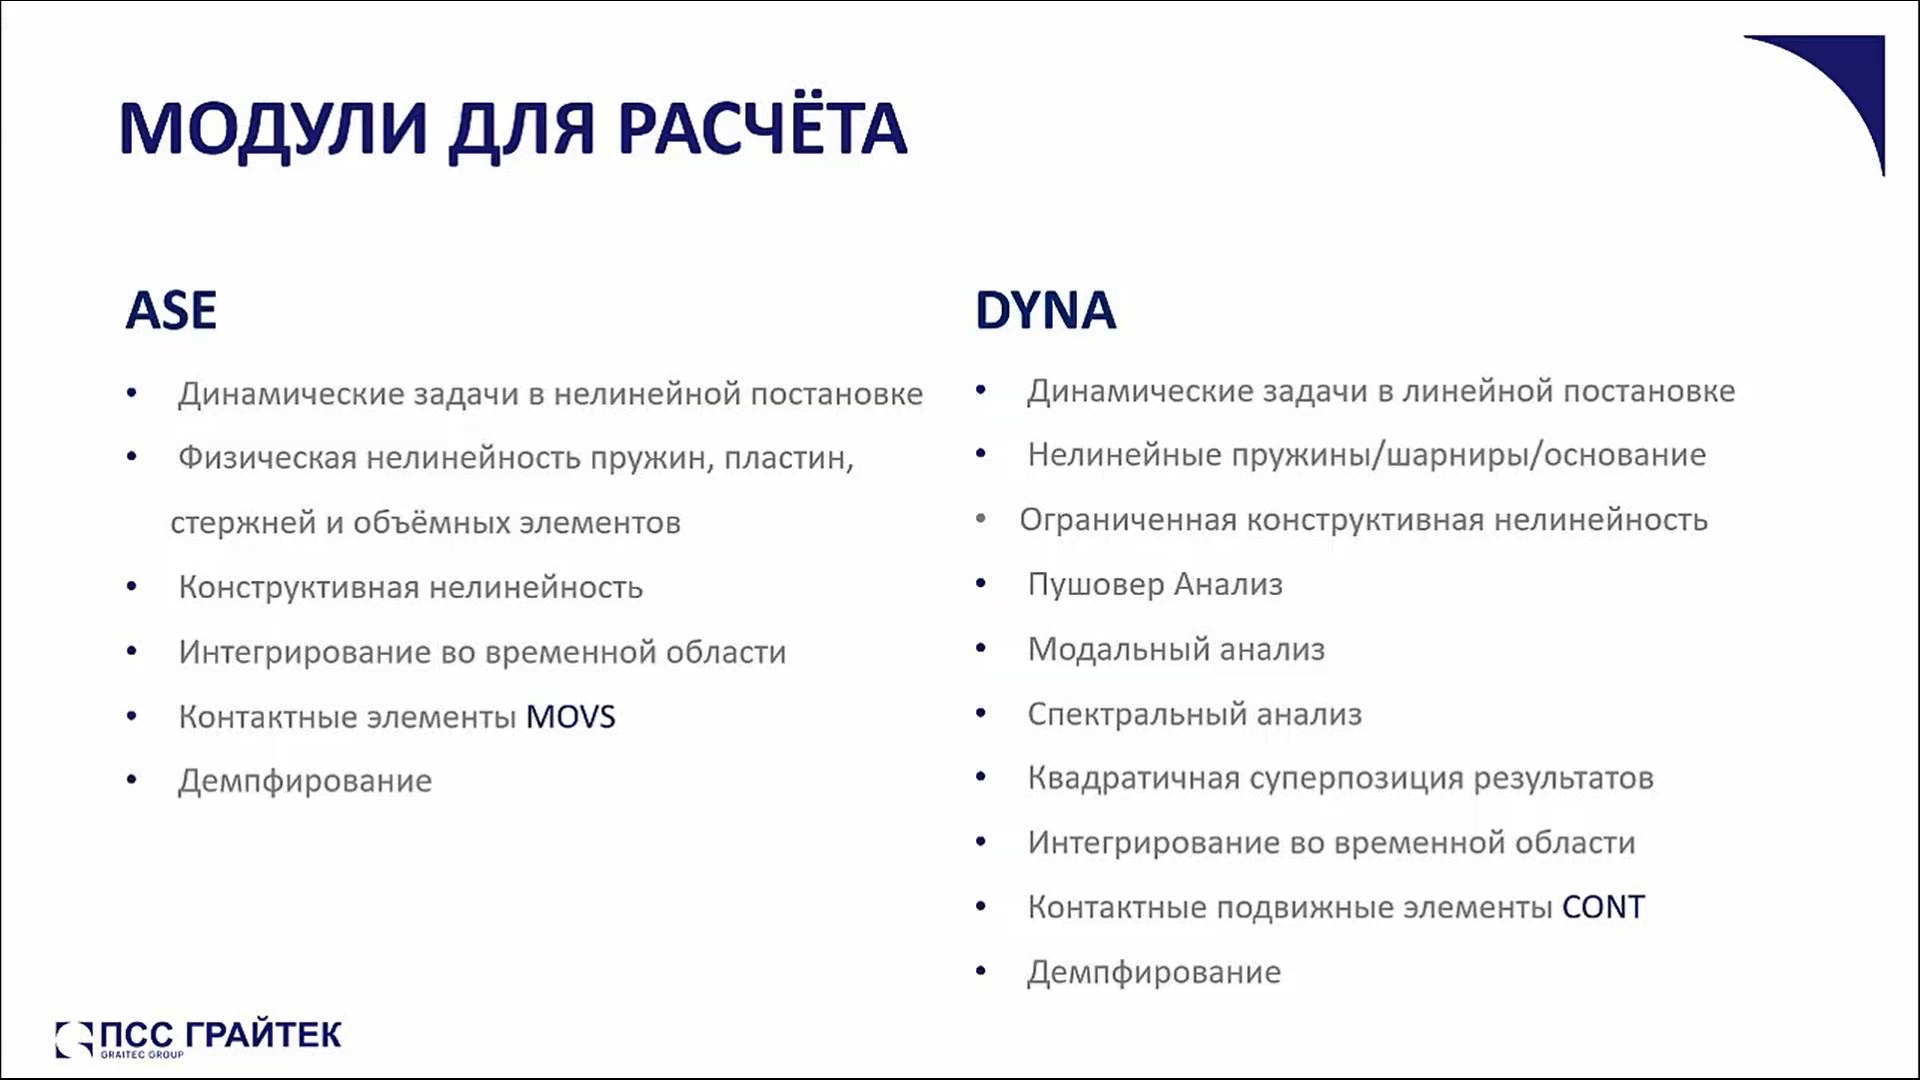 МОДУЛИ ДЛЯ РАСЧЁТА
ASE
• Динамические задачи в нелинейной постановке
• Физическая нелинейность пружин, пластин,
стержней и объёмных элементов
• Конструктивная нелинейность
• Интегрирование во временной области
• Контактные элементы MOVS
• Демпфирование
DYNA
• Динамические задачи в линейной постановке
• Нелинейные пружины/шарниры/основание
• Ограниченная конструктивная нелинейность
• Пушовер Анализ
• Модальный анализ
• Спектральный анализ
• Квадратичная суперпозиция результатов
• Интегрирование во временной области
• Контактные подвижные элементы CONT
• Демпфирование
ПСС ГРАЙТЕК
GRAITEC GROUP